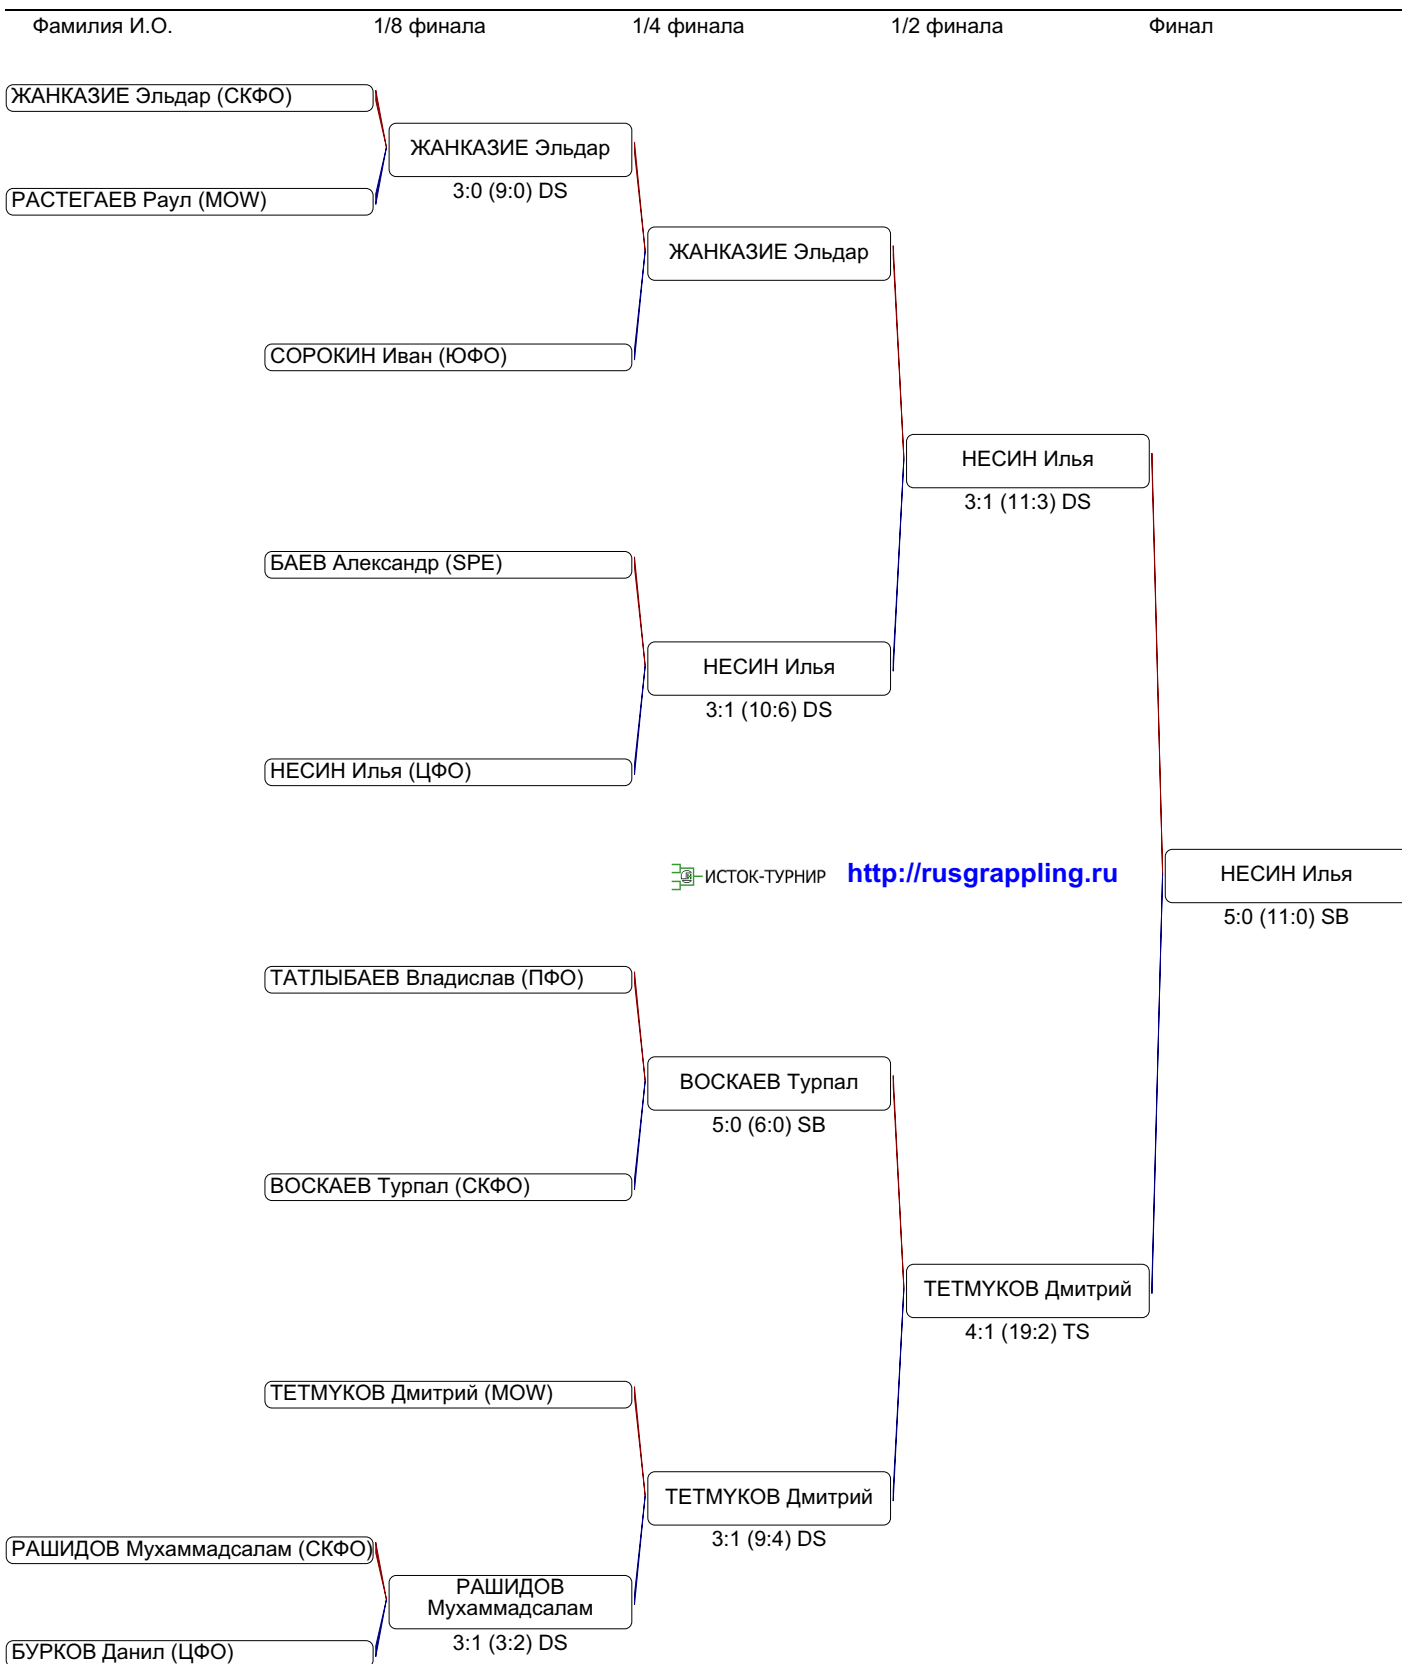 Фамилия И.О. 1/8 финала 1/4 финала 1/2 финала Финал
ЖАНКАЗИЕ Эльдар (СКФО)
ЖАНКАЗИЕ Эльдар
3:0 (9:0) DS
РАСТЕГАЕВ Раул (MOW)
ЖАНКАЗИЕ Эльдар
СОРОКИН Иван (ЮФО)
НЕСИН Илья
3:1 (11:3) DS
БАЕВ Александр (SPE)
НЕСИН Илья
3:1 (10:6) DS
НЕСИН Илья (ЦФО)
ИСТОК-ТУРНИР http://rusgrappling.ru
НЕСИН Илья
5:0 (11:0) SB
ТАТЛЫБАЕВ Владислав (ПФО)
ВОСКАЕВ Турпал
5:0 (6:0) SB
ВОСКАЕВ Турпал (СКФО)
ТЕТМҮКОВ Дмитрий
4:1 (19:2) TS
ТЕТМҮКОВ Дмитрий (MOW)
ТЕТМҮКОВ Дмитрий
3:1 (9:4) DS
РАШИДОВ Мухаммадсалам (СКФО)
РАШИДОВ
Мухаммадсалам
3:1 (3:2) DS
БУРКОВ Данил (ЦФО)